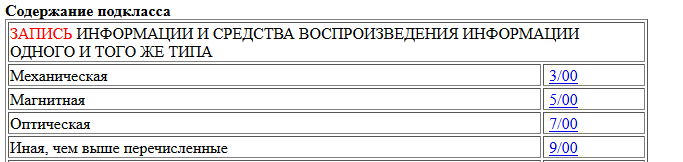 Содержание подкласса
ЗАПИСЬ ИНФОРМАЦИИ И СРЕДСТВА ВОСПРОИЗВЕДЕНИЯ ИНФОРМАЦИИ
ОДНОГО И ТОГО ЖЕ ТИПА
Механическая 3/00
Магнитная 5/00
Оптическая 7/00
Иная, чем выше перечисленные 9/00